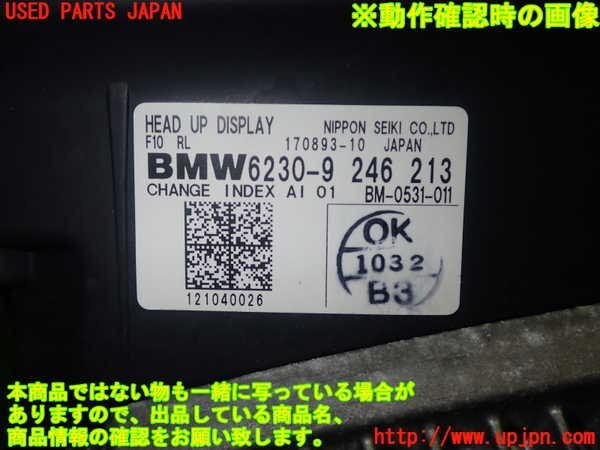 USED PARTS JAPAN
※動作確認時の画像
HEAD UP DISPLAY NIPPON SEIKI CO.,LTD
F10 RL 170893-10 JAPAN
BMW 6230-9 246 213
CHANGE INDEX AI 01 BM-0531-011
OK
1032
B3
121040026
本商品ではない物も一緒に写っている場合が
ありますので、出品している商品名、
商品情報の確認をお願い致します。
http://www.upjpn.com